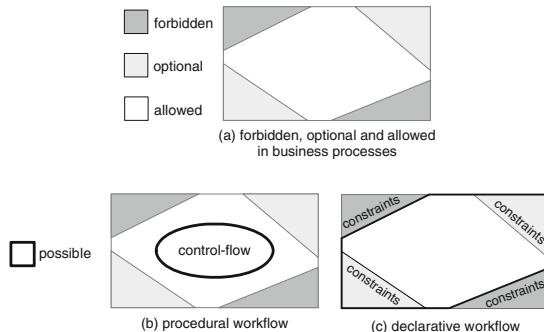 forbidden
optional
allowed
(a) forbidden, optional and allowed
in business processes
possible
control-flow
(b) procedural workflow
constraints
constraints
constraints
constraints
(c) declarative workflow